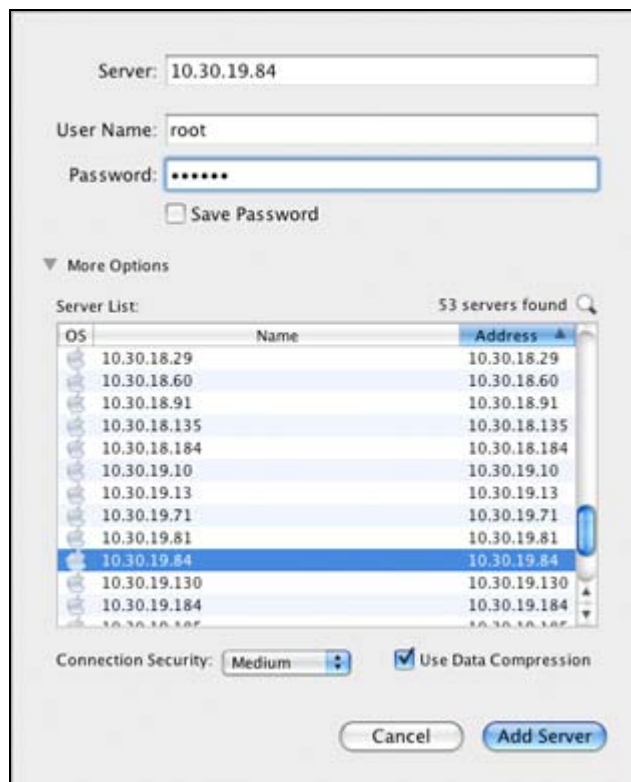 Server: 10.30.19.84
User Name: root
Password: ••••••
Save Password
More Options
Server List: 53 servers found
OS Name Address
10.30.18.29 10.30.18.29
10.30.18.60 10.30.18.60
10.30.18.91 10.30.18.91
10.30.18.135 10.30.18.135
10.30.18.184 10.30.18.184
10.30.19.10 10.30.19.10
10.30.19.13 10.30.19.13
10.30.19.71 10.30.19.71
10.30.19.81 10.30.19.81
10.30.19.84 10.30.19.84
10.30.19.130 10.30.19.130
10.30.19.184 10.30.19.184
Connection Security: Medium Use Data Compression
Cancel Add Server